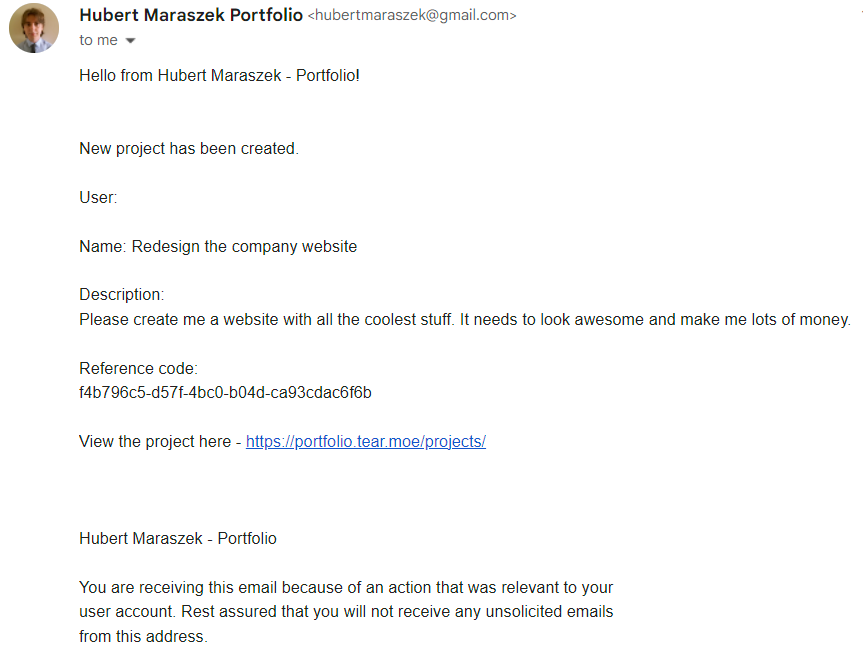 Hubert Maraszek Portfolio <hubertmaraszek@gmail.com>
to me
Hello from Hubert Maraszek - Portfolio!
New project has been created.
User:
Name: Redesign the company website
Description:
Please create me a website with all the coolest stuff. It needs to look awesome and make me lots of money.
Reference code:
f4b796c5-d57f-4bc0-b04d-ca93cdac6f6b
View the project here - https://portfolio.tear.moe/projects/
Hubert Maraszek - Portfolio
You are receiving this email because of an action that was relevant to your
user account. Rest assured that you will not receive any unsolicited emails
from this address.